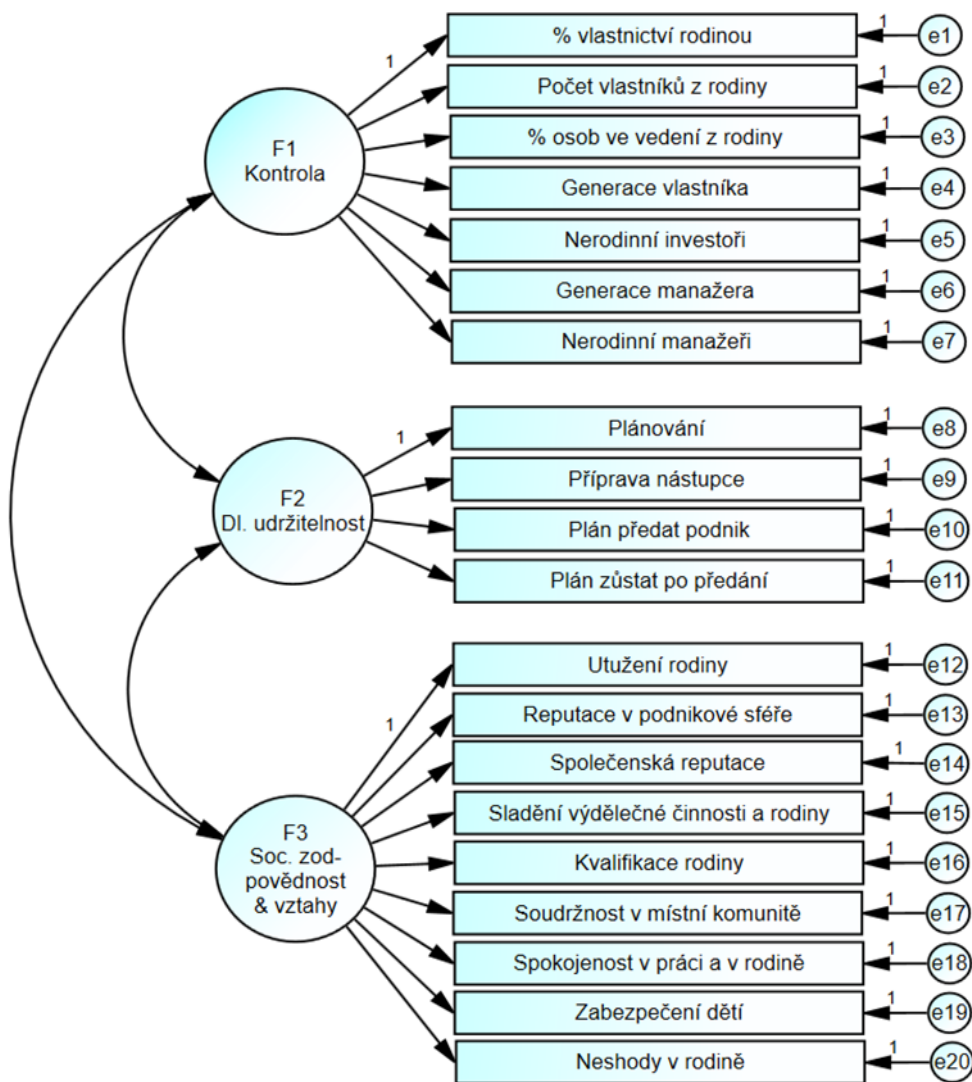 1
% vlastnictví rodinou
1
e1
Počet vlastníků z rodiny
1
e2
% osob ve vedení z rodiny
1
e3
F1
Kontrola
Generace vlastníka
1
e4
Nerodinní investoři
1
e5
Generace manažera
1
e6
Nerodinní manažeři
1
e7
1
Plánování
1
e8
Příprava nástupce
1
e9
F2
Dl. udržitelnost
Plán předat podnik
1
e10
Plán zůstat po předání
1
e11
1
Utužení rodiny
1
e12
Reputace v podnikové sféře
1
e13
Společenská reputace
1
e14
Sladění výdělečné činnosti a rodiny
1
e15
F3
Soc. zod-
povědnost
& vztahy
Kvalifikace rodiny
1
e16
Soudržnost v místní komunitě
1
e17
Spokojenost v práci a v rodině
1
e18
Zabezpečení dětí
1
e19
Neshody v rodině
1
e20